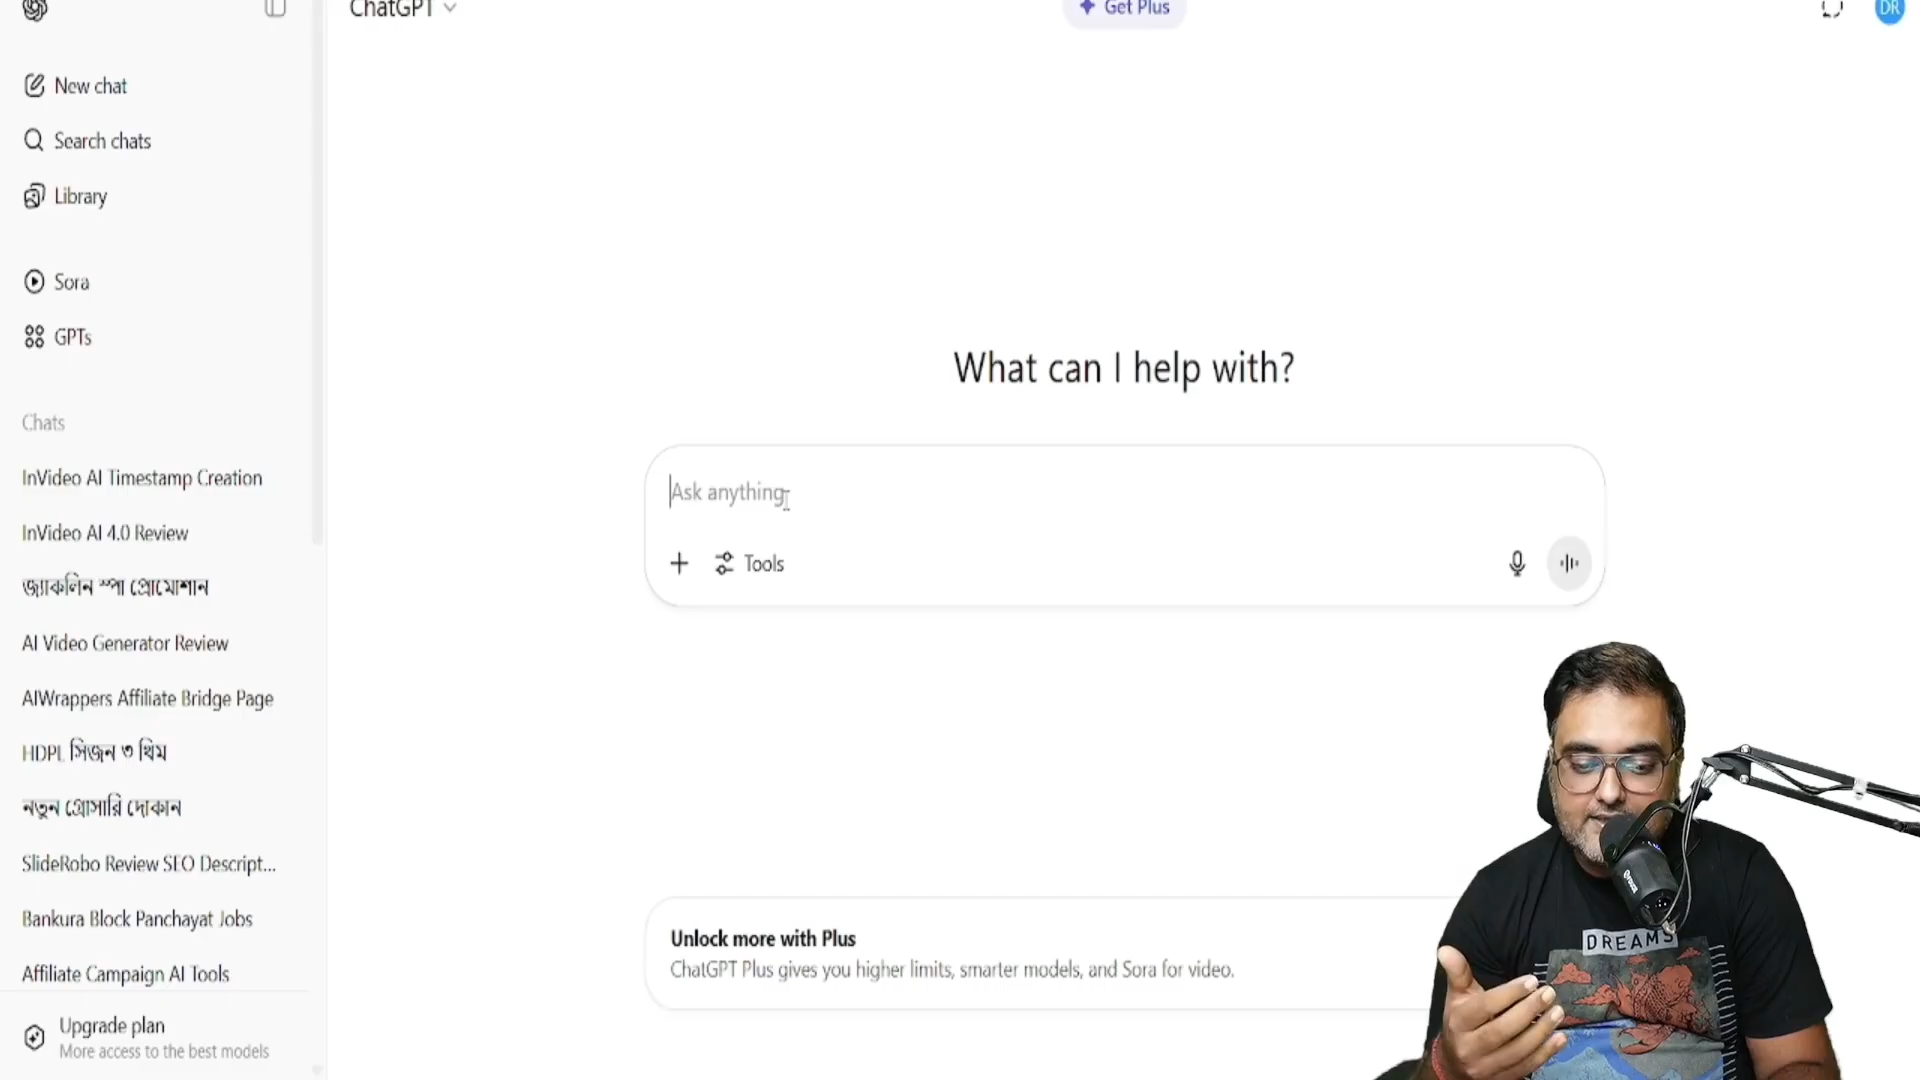 ChatGPT
Get Plus
DR
New chat
Search chats
Library
Sora
GPTs
Chats
InVideo AI Timestamp Creation
InVideo AI 4.0 Review
জ্যাকলিন স্পা প্রোমোশান
AI Video Generator Review
AIWrappers Affiliate Bridge Page
HDPL সিজন ৩ থিম
নতুন গ্রোসারি দোকান
SlideRobo Review SEO Descript...
Bankura Block Panchayat Jobs
Affiliate Campaign AI Tools
Upgrade plan
More access to the best models
What can I help with?
Ask anything
Tools
Unlock more with Plus
ChatGPT Plus gives you higher limits, smarter models, and Sora for video.
DREAMS